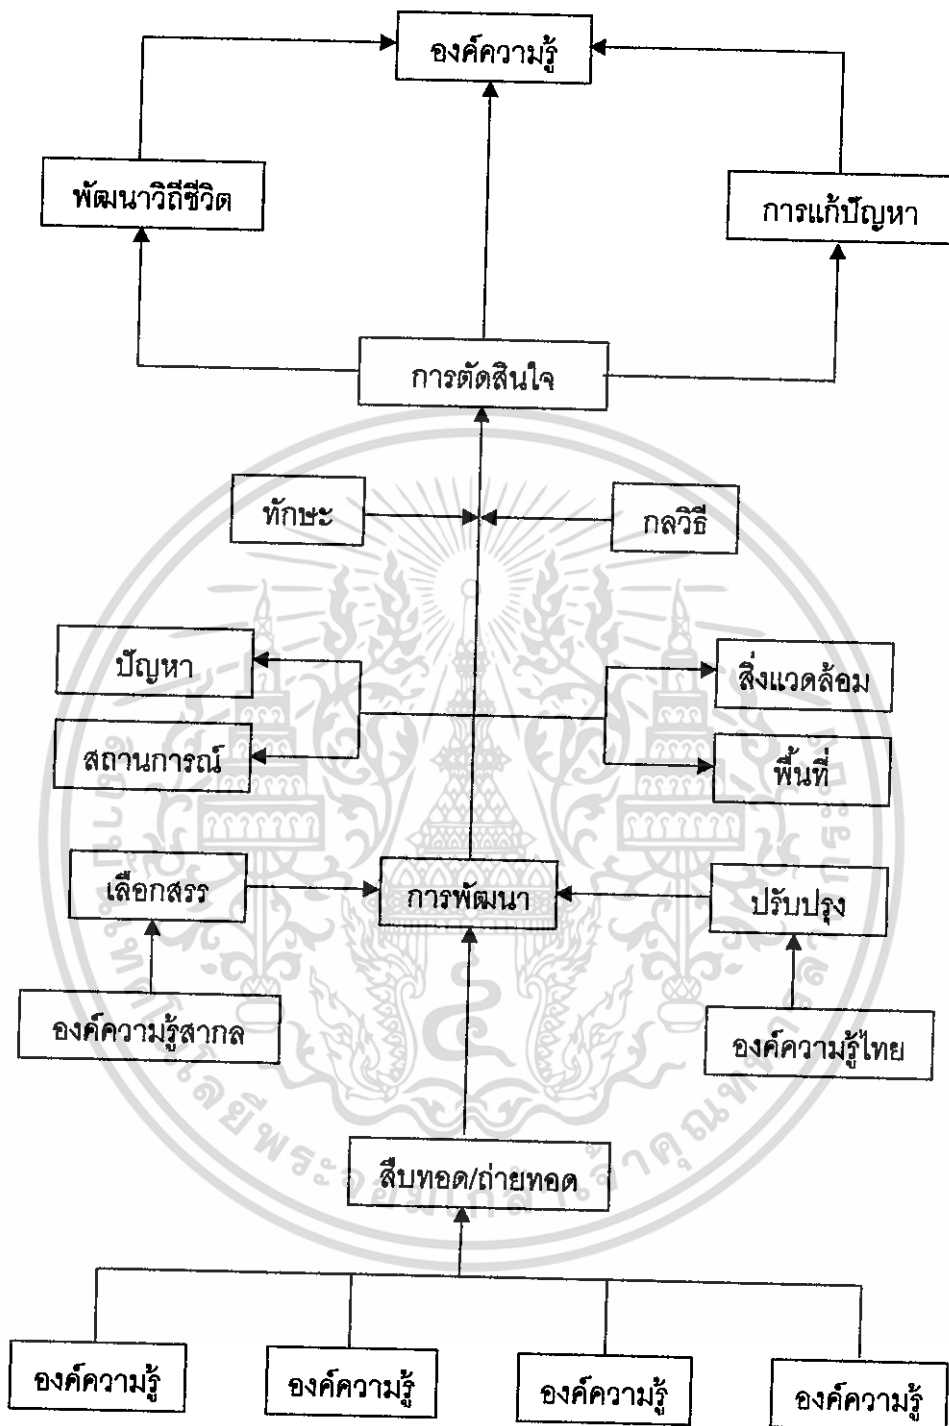 องค์ความรู้
พัฒนาวิถีชีวิต
การแก้ปัญหา
การตัดสินใจ
ทักษะ
กลวิธี
ปัญหา
สิ่งแวดล้อม
สถานการณ์
พื้นที่
เลือกสรร
การพัฒนา
ปรับปรุง
องค์ความรู้สากล
องค์ความรู้ไทย
สืบทอด/ถ่ายทอด
องค์ความรู้
องค์ความรู้
องค์ความรู้
องค์ความรู้